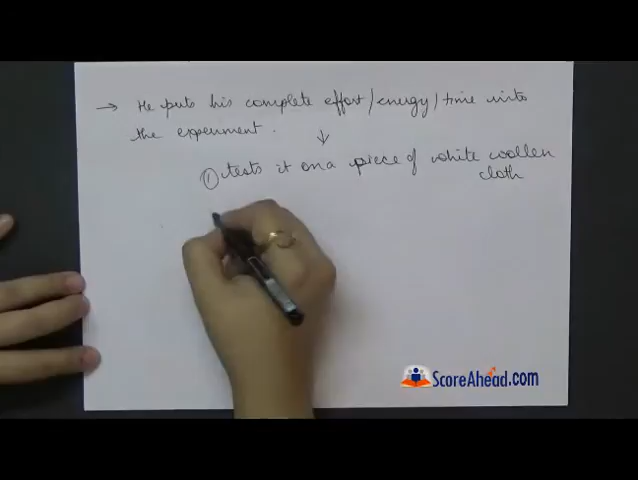 → He puts his complete effort/energy/time into
the experiment.
↓
① tests it on a piece of white woollen
cloth
ScoreAhead.com